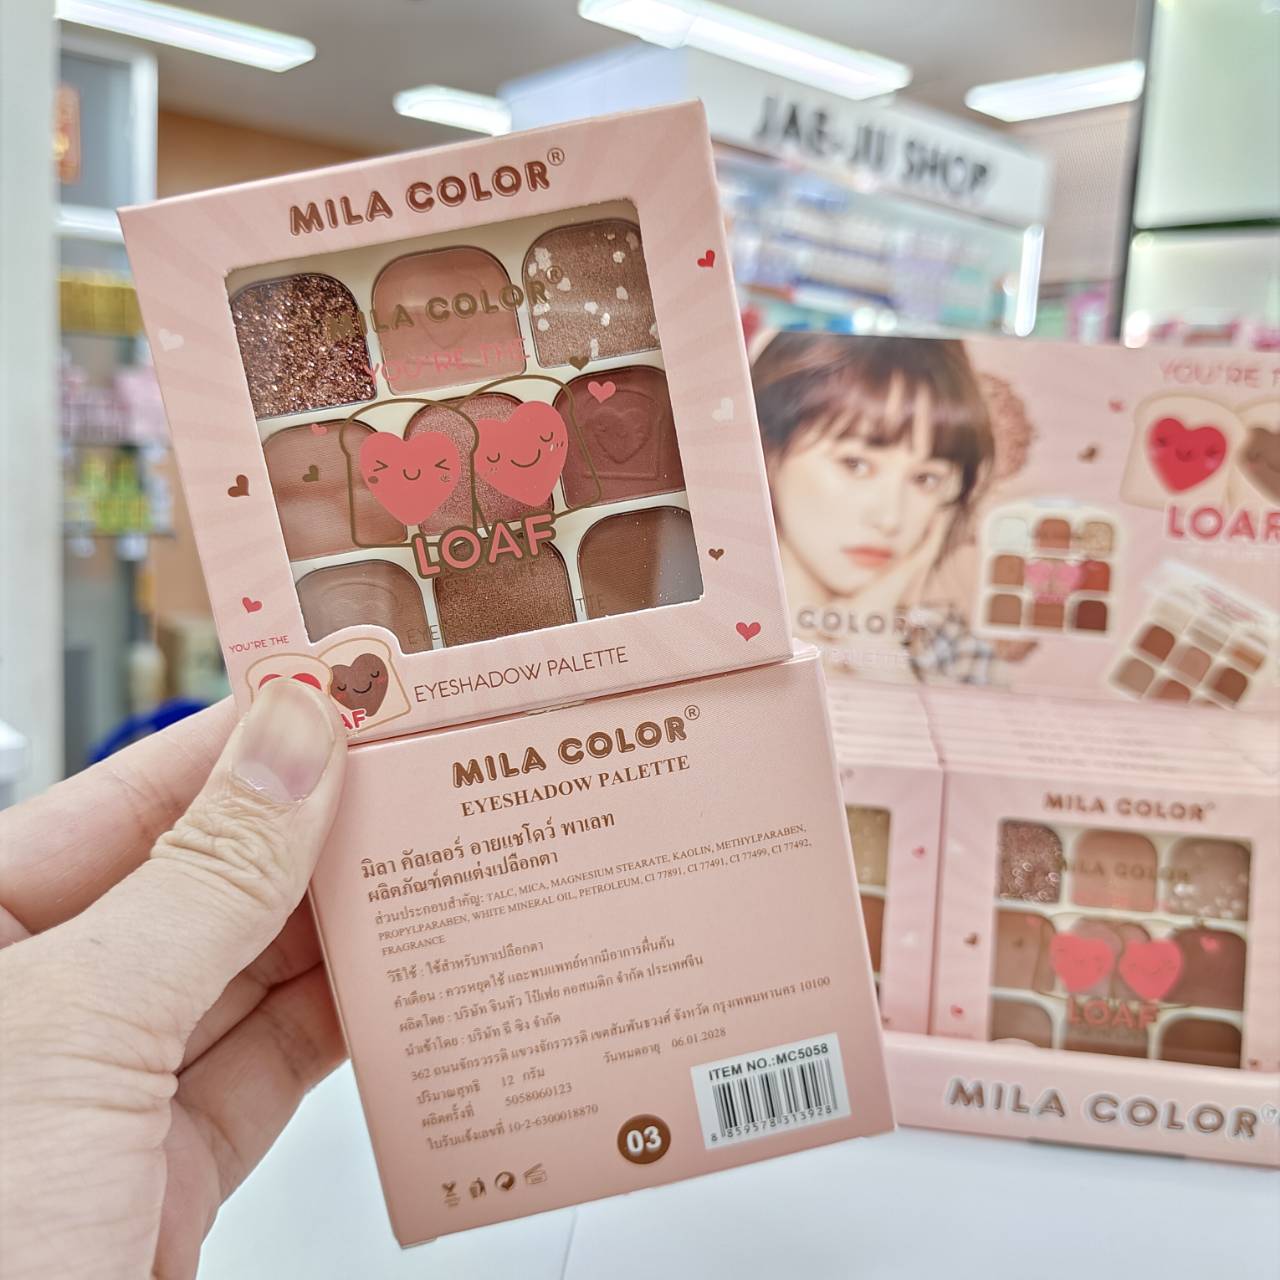 JAE-JU SHOP
MILA COLOR®
MILA COLOR®
YOU'RE THE
LOAF
YOU'RE THE
EYESHADOW PALETTE
MILA COLOR®
EYESHADOW PALETTE
มิลา คัลเลอร์ อายแชโดว์ พาเลท
ผลิตภัณฑ์ตกแต่งเปลือกตา
ส่วนประกอบสำคัญ: TALC, MICA, MAGNESIUM STEARATE, KAOLIN, METHYLPARABEN,
PROPYLPARABEN, WHITE MINERAL OIL, PETROLEUM, CI 77891, CI 77491, CI 77499, CI 77492,
FRAGRANCE
วิธีใช้ : ใช้สำหรับทาเปลือกตา
คำเตือน : ควรหยุดใช้ และพบแพทย์หากมีอาการผื่นคัน
ผลิตโดย : บริษัท จินหัว โป๊เฟย คอสเมติก จำกัด ประเทศจีน
นำเข้าโดย : บริษัท ฉี ซิง จำกัด
362 ถนนจักรวรรดิ แขวงจักรวรรดิ เขตสัมพันธวงศ์ จังหวัด กรุงเทพมหานคร 10100
ปริมาณสุทธิ 12 กรัม วันหมดอายุ 06.01.2028
ผลิตครั้งที่ 5058060123
ใบรับแจ้งเลขที่ 10-2-6300018870
03
ITEM NO.:MC5058
8 859578 313928
YOU'RE T
LOAF
COLOR
MILA COLOR®
LOAF
MILA COLOR